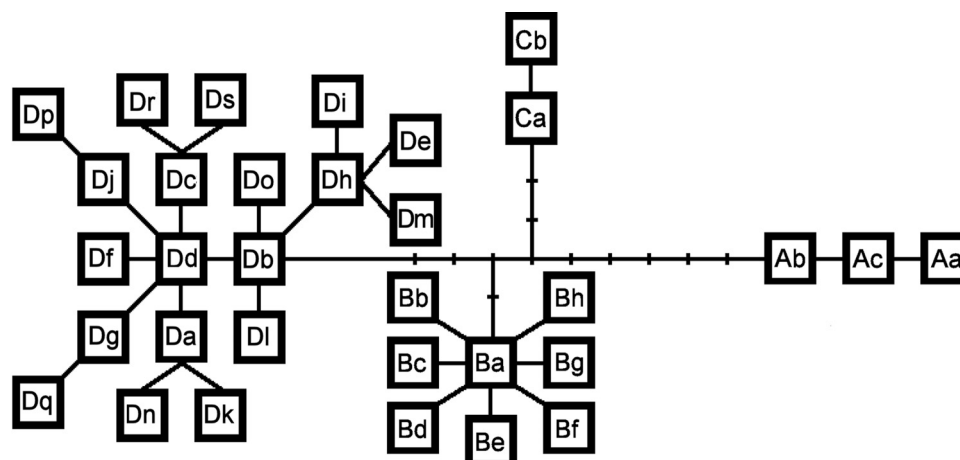 Cb
Dr Ds Di
Dp Ca
De
Dj Dc Do Dh
Dm
Df Dd Db Ab Ac Aa
Bb Bh
Dg Da Dl
Bc Ba Bg
Dq Dn Dk
Bd Be Bf